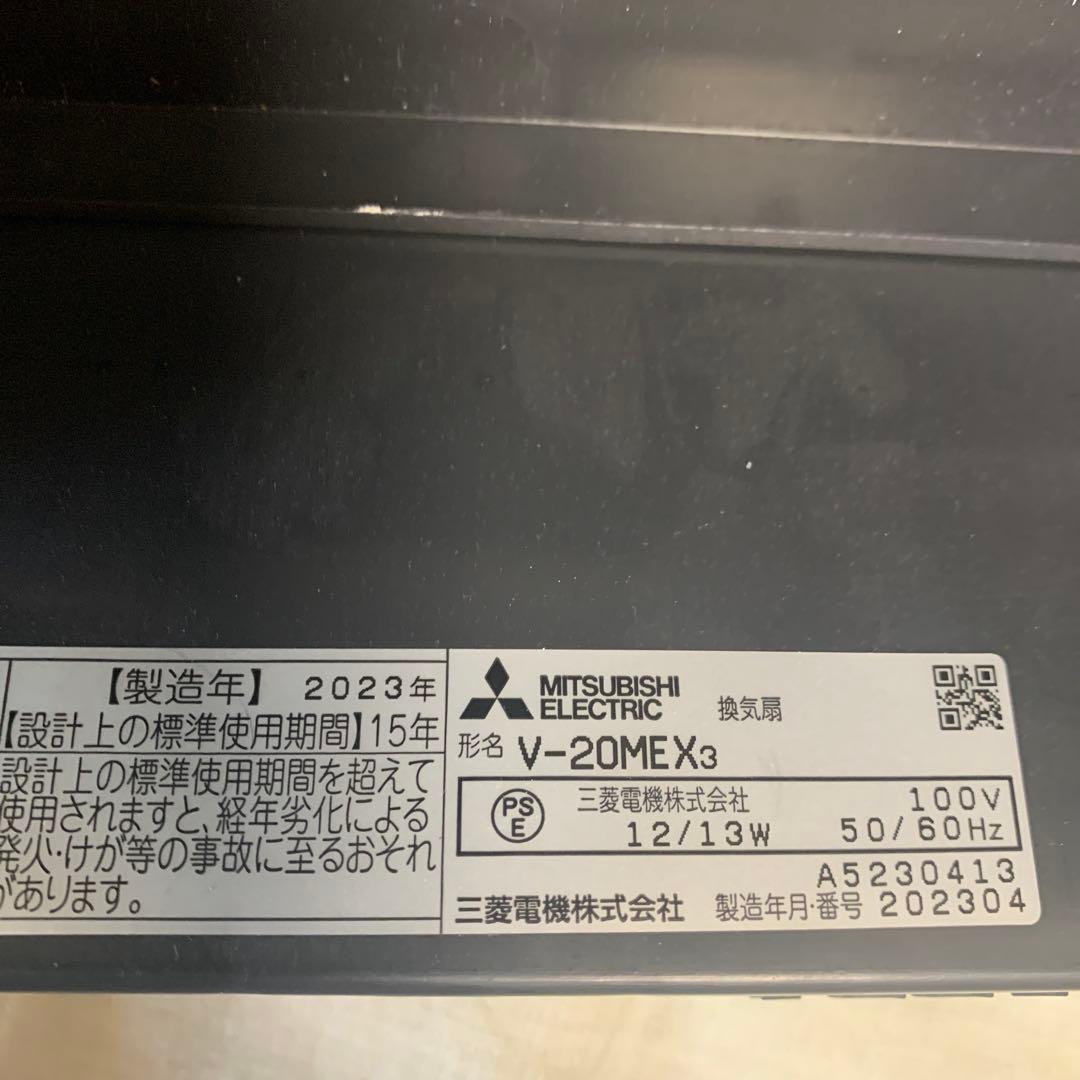 【製造年】 2023年
【設計上の標準使用期間】15年
設計上の標準使用期間を超えて
使用されますと、経年劣化による
発火・けが等の事故に至るおそれ
があります。
MITSUBISHI
ELECTRIC
換気扇
形名 V-20MEX3
PS
E
三菱電機株式会社 100V
12/13W 50/60Hz
A5230413
三菱電機株式会社 製造年月・番号 202304